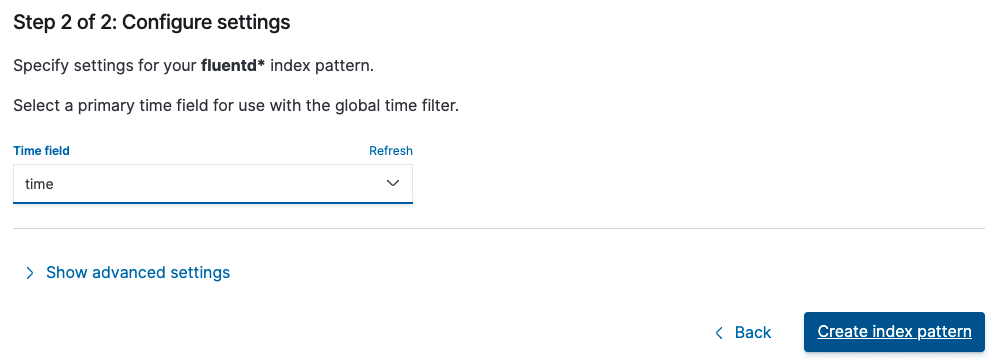 Step 2 of 2: Configure settings
Specify settings for your fluentd* index pattern.
Select a primary time field for use with the global time filter.
Time field Refresh
time
Show advanced settings
Back Create index pattern